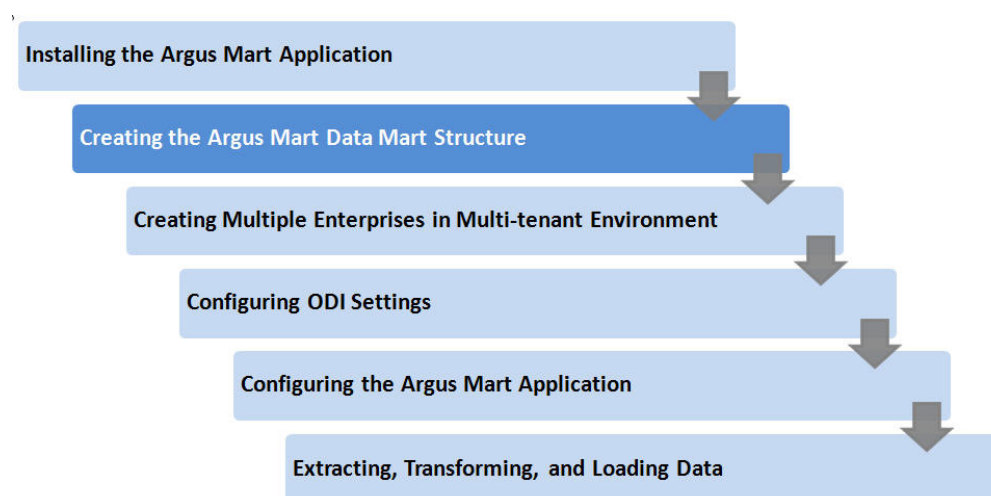 Installing the Argus Mart Application
Creating the Argus Mart Data Mart Structure
Creating Multiple Enterprises in Multi-tenant Environment
Configuring ODI Settings
Configuring the Argus Mart Application
Extracting, Transforming, and Loading Data